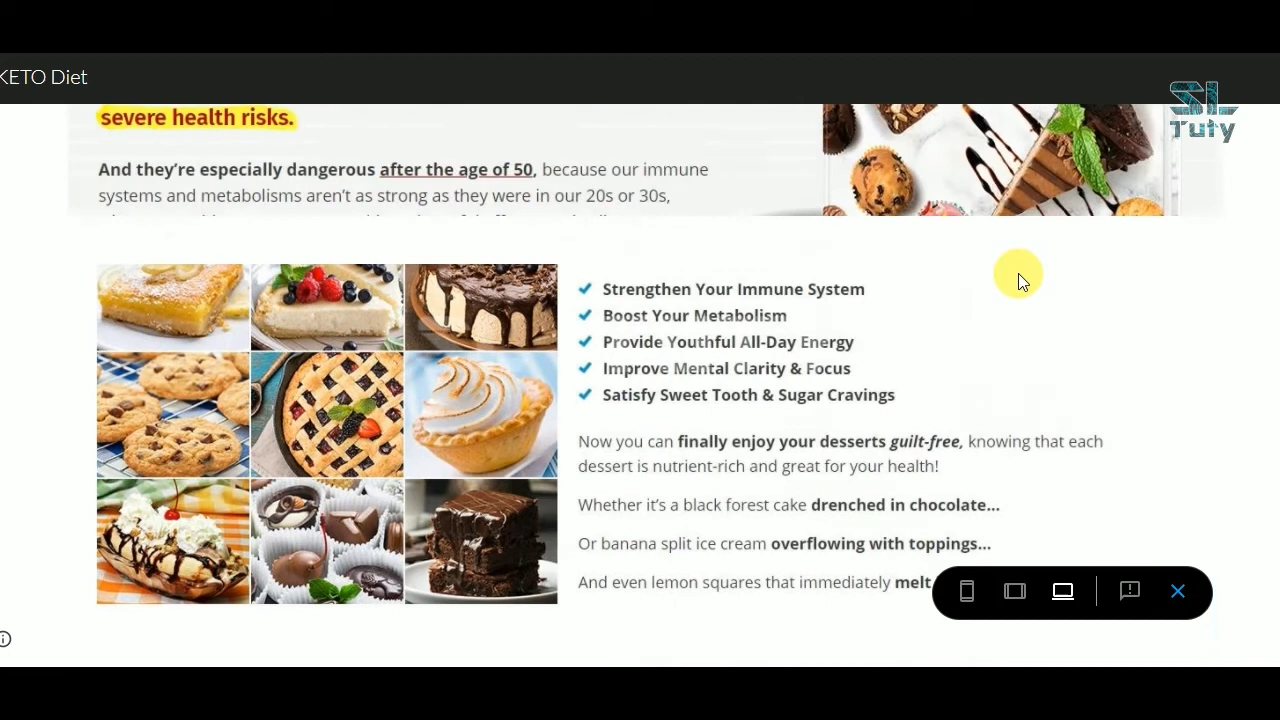 KETO Diet
SL
Tuty
severe health risks.
And they're especially dangerous after the age of 50, because our immune
systems and metabolisms aren't as strong as they were in our 20s or 30s,
✔ Strengthen Your Immune System
✔ Boost Your Metabolism
✔ Provide Youthful All-Day Energy
✔ Improve Mental Clarity & Focus
✔ Satisfy Sweet Tooth & Sugar Cravings
Now you can finally enjoy your desserts guilt-free, knowing that each
dessert is nutrient-rich and great for your health!
Whether it's a black forest cake drenched in chocolate...
Or banana split ice cream overflowing with toppings...
And even lemon squares that immediately melt